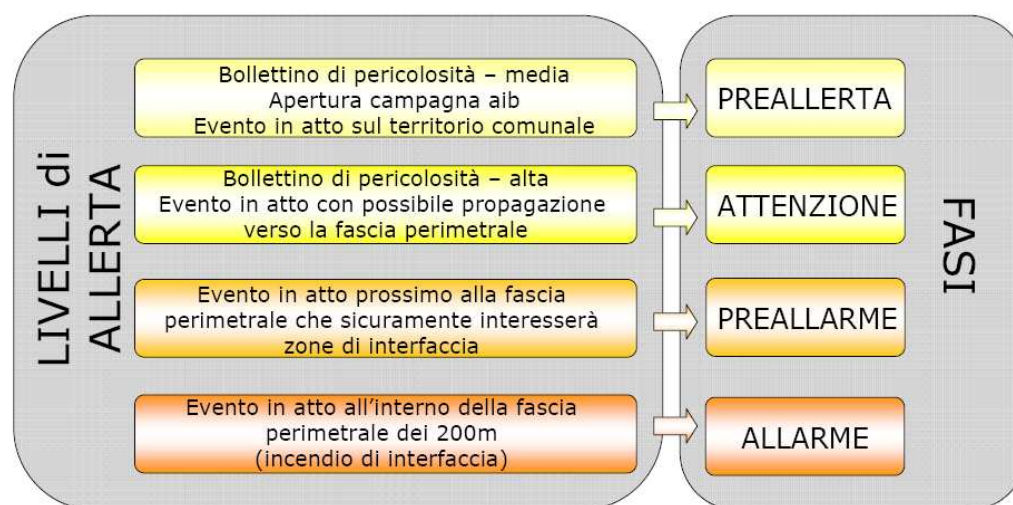 LIVELLI di
ALLERTA
Bollettino di pericolosità – media
Apertura campagna aib
Evento in atto sul territorio comunale
PREALLERTA
Bollettino di pericolosità – alta
Evento in atto con possibile propagazione
verso la fascia perimetrale
ATTENZIONE
Evento in atto prossimo alla fascia
perimetrale che sicuramente interesserà
zone di interfaccia
PREALLARME
Evento in atto all’interno della fascia
perimetrale dei 200m
(incendio di interfaccia)
ALLARME
FASI